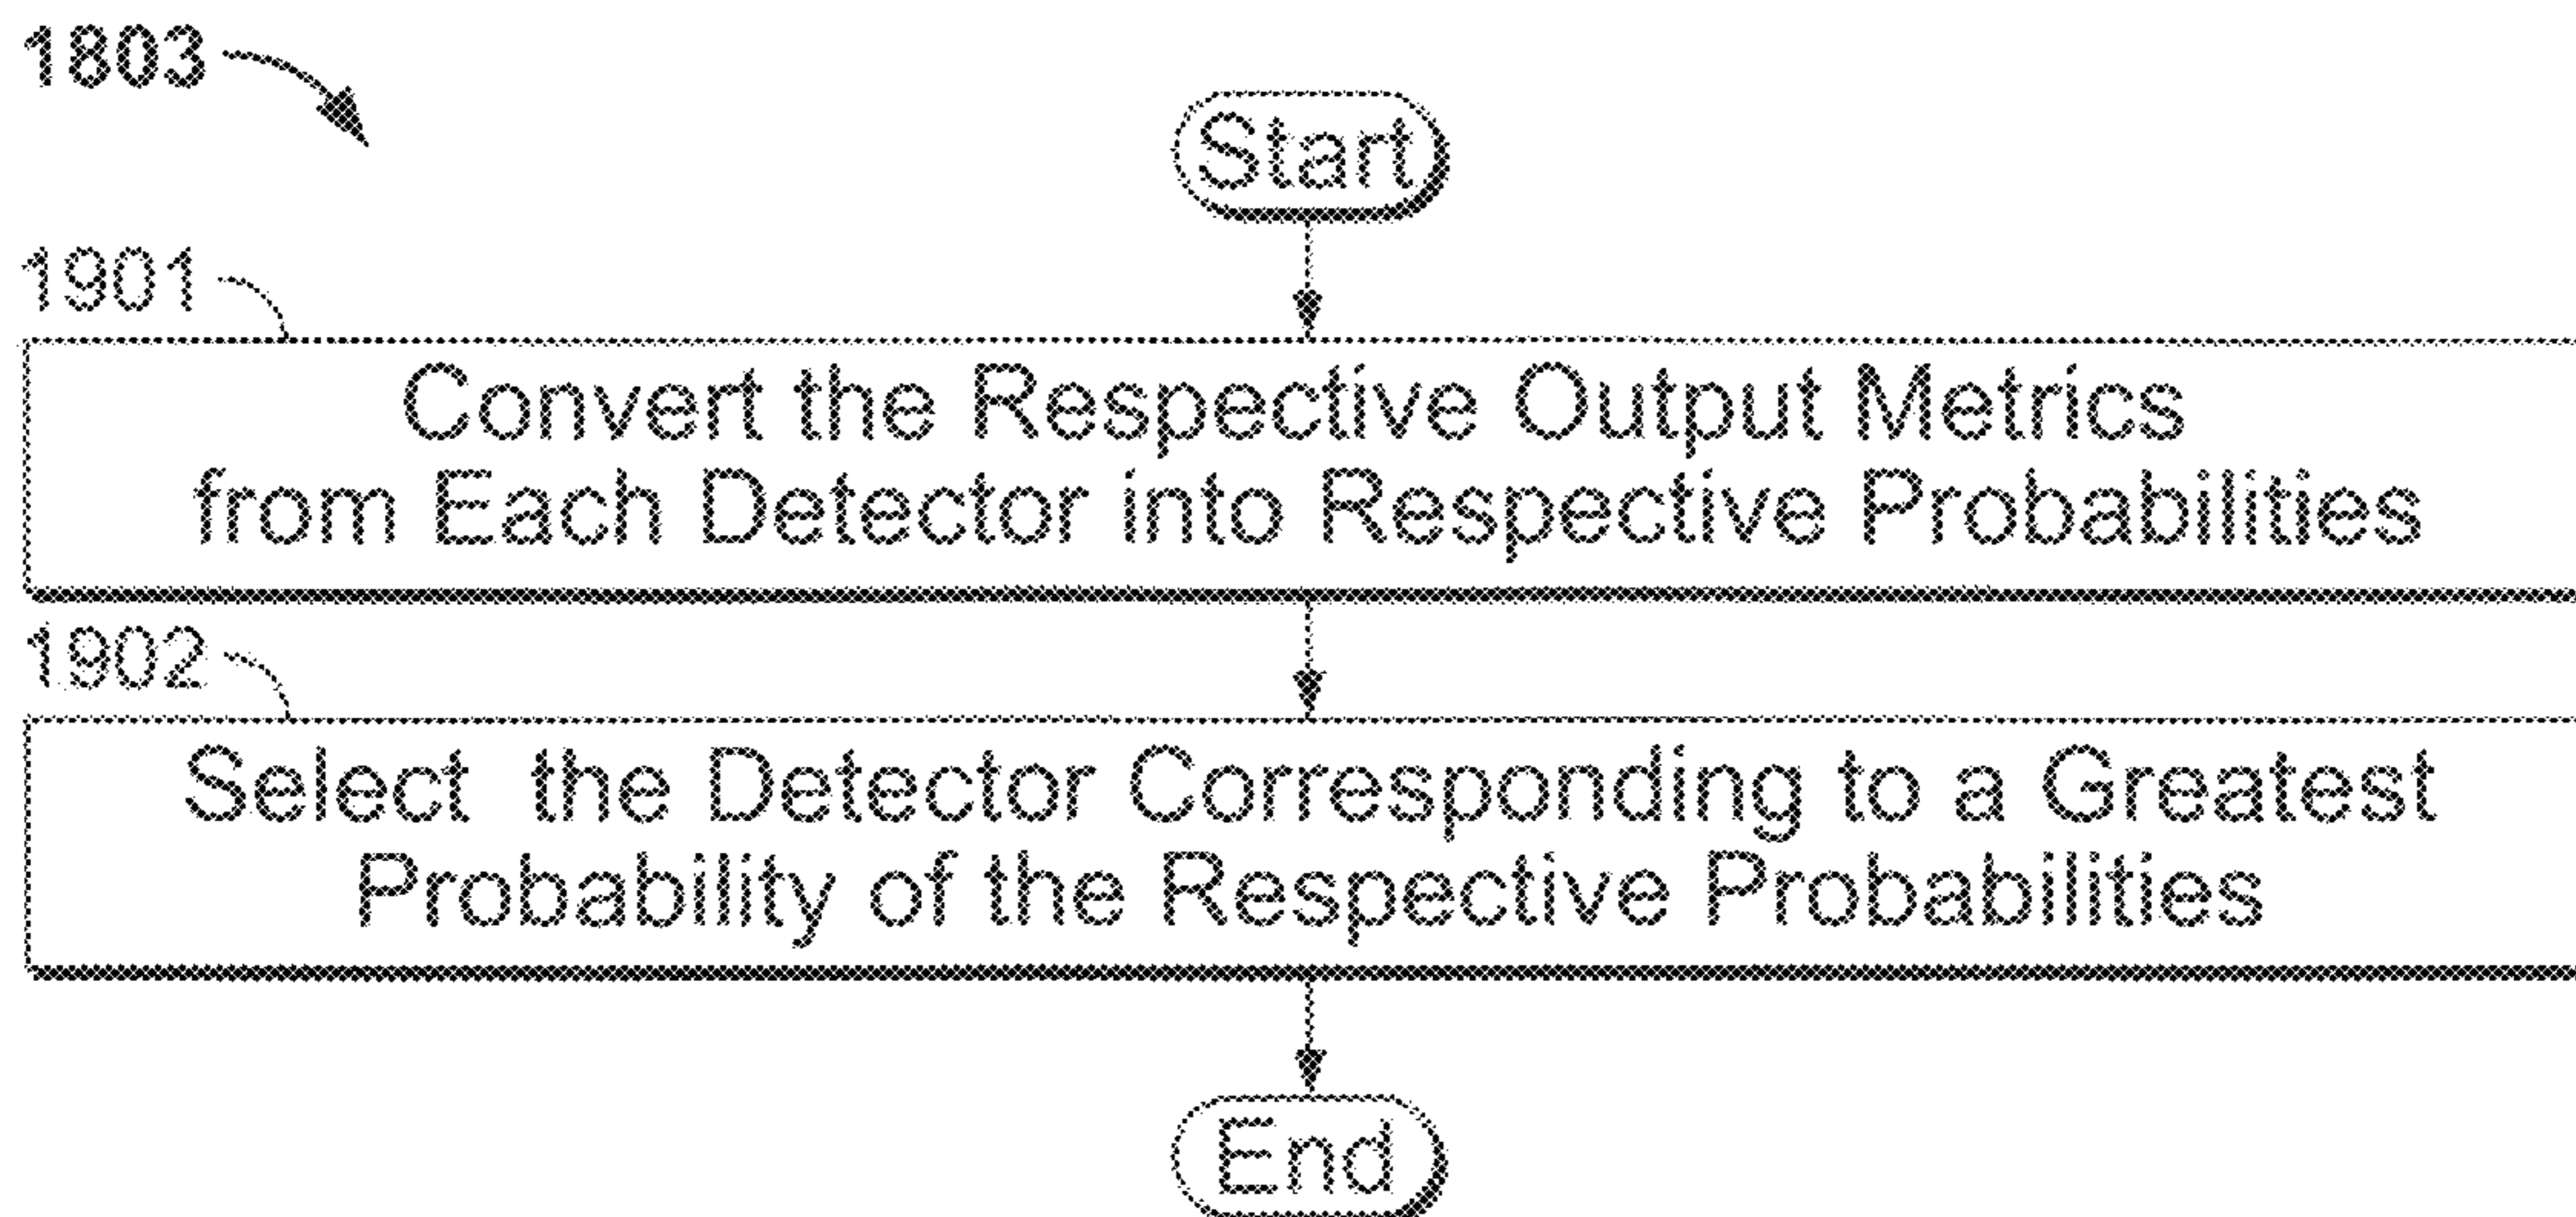 1803
Start
1901
Convert the Respective Output Metrics
from Each Detector into Respective Probabilities
1902
Select the Detector Corresponding to a Greatest
Probability of the Respective Probabilities
End